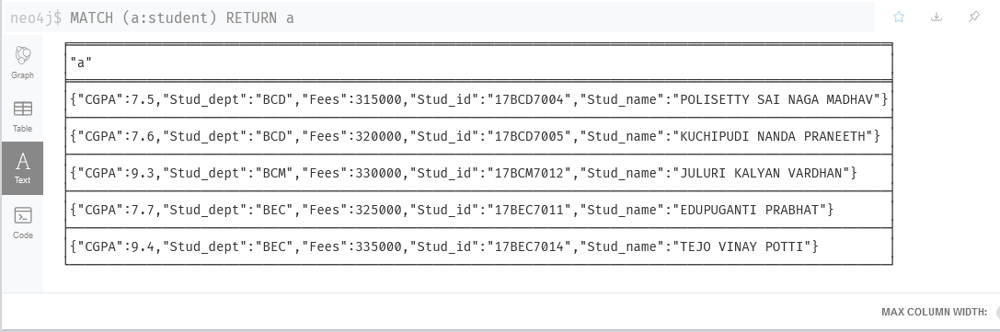 neo4j$ MATCH (a:student) RETURN a
Graph
Table
Text
Code
"a"
{"CGPA":7.5,"Stud_dept":"BCD","Fees":315000,"Stud_id":"17BCD7004","Stud_name":"POLISETTY SAI NAGA MADHAV"}
{"CGPA":7.6,"Stud_dept":"BCD","Fees":320000,"Stud_id":"17BCD7005","Stud_name":"KUCHIPUDI NANDA PRANEETH"}
{"CGPA":9.3,"Stud_dept":"BCM","Fees":330000,"Stud_id":"17BCM7012","Stud_name":"JULURI KALYAN VARDHAN"}
{"CGPA":7.7,"Stud_dept":"BEC","Fees":325000,"Stud_id":"17BEC7011","Stud_name":"EDUPUGANTI PRABHAT"}
{"CGPA":9.4,"Stud_dept":"BEC","Fees":335000,"Stud_id":"17BEC7014","Stud_name":"TEJO VINAY POTTI"}
MAX COLUMN WIDTH: